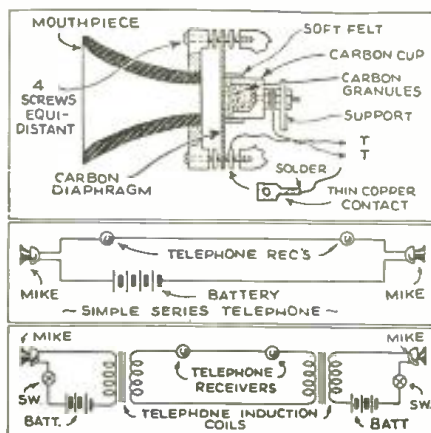 MOUTHPIECE
SOFT FELT
CARBON CUP
CARBON
GRANULES
SUPPORT
4
SCREWS
EQUI-
DISTANT
T
T
CARBON
DIAPHRAGM
SOLDER
THIN COPPER
CONTACT
TELEPHONE REC'S
MIKE
BATTERY
MIKE
~ SIMPLE SERIES TELEPHONE ~
MIKE
MIKE
TELEPHONE
RECEIVERS
SW.
BATT.
TELEPHONE INDUCTION
COILS
BATT
SW.